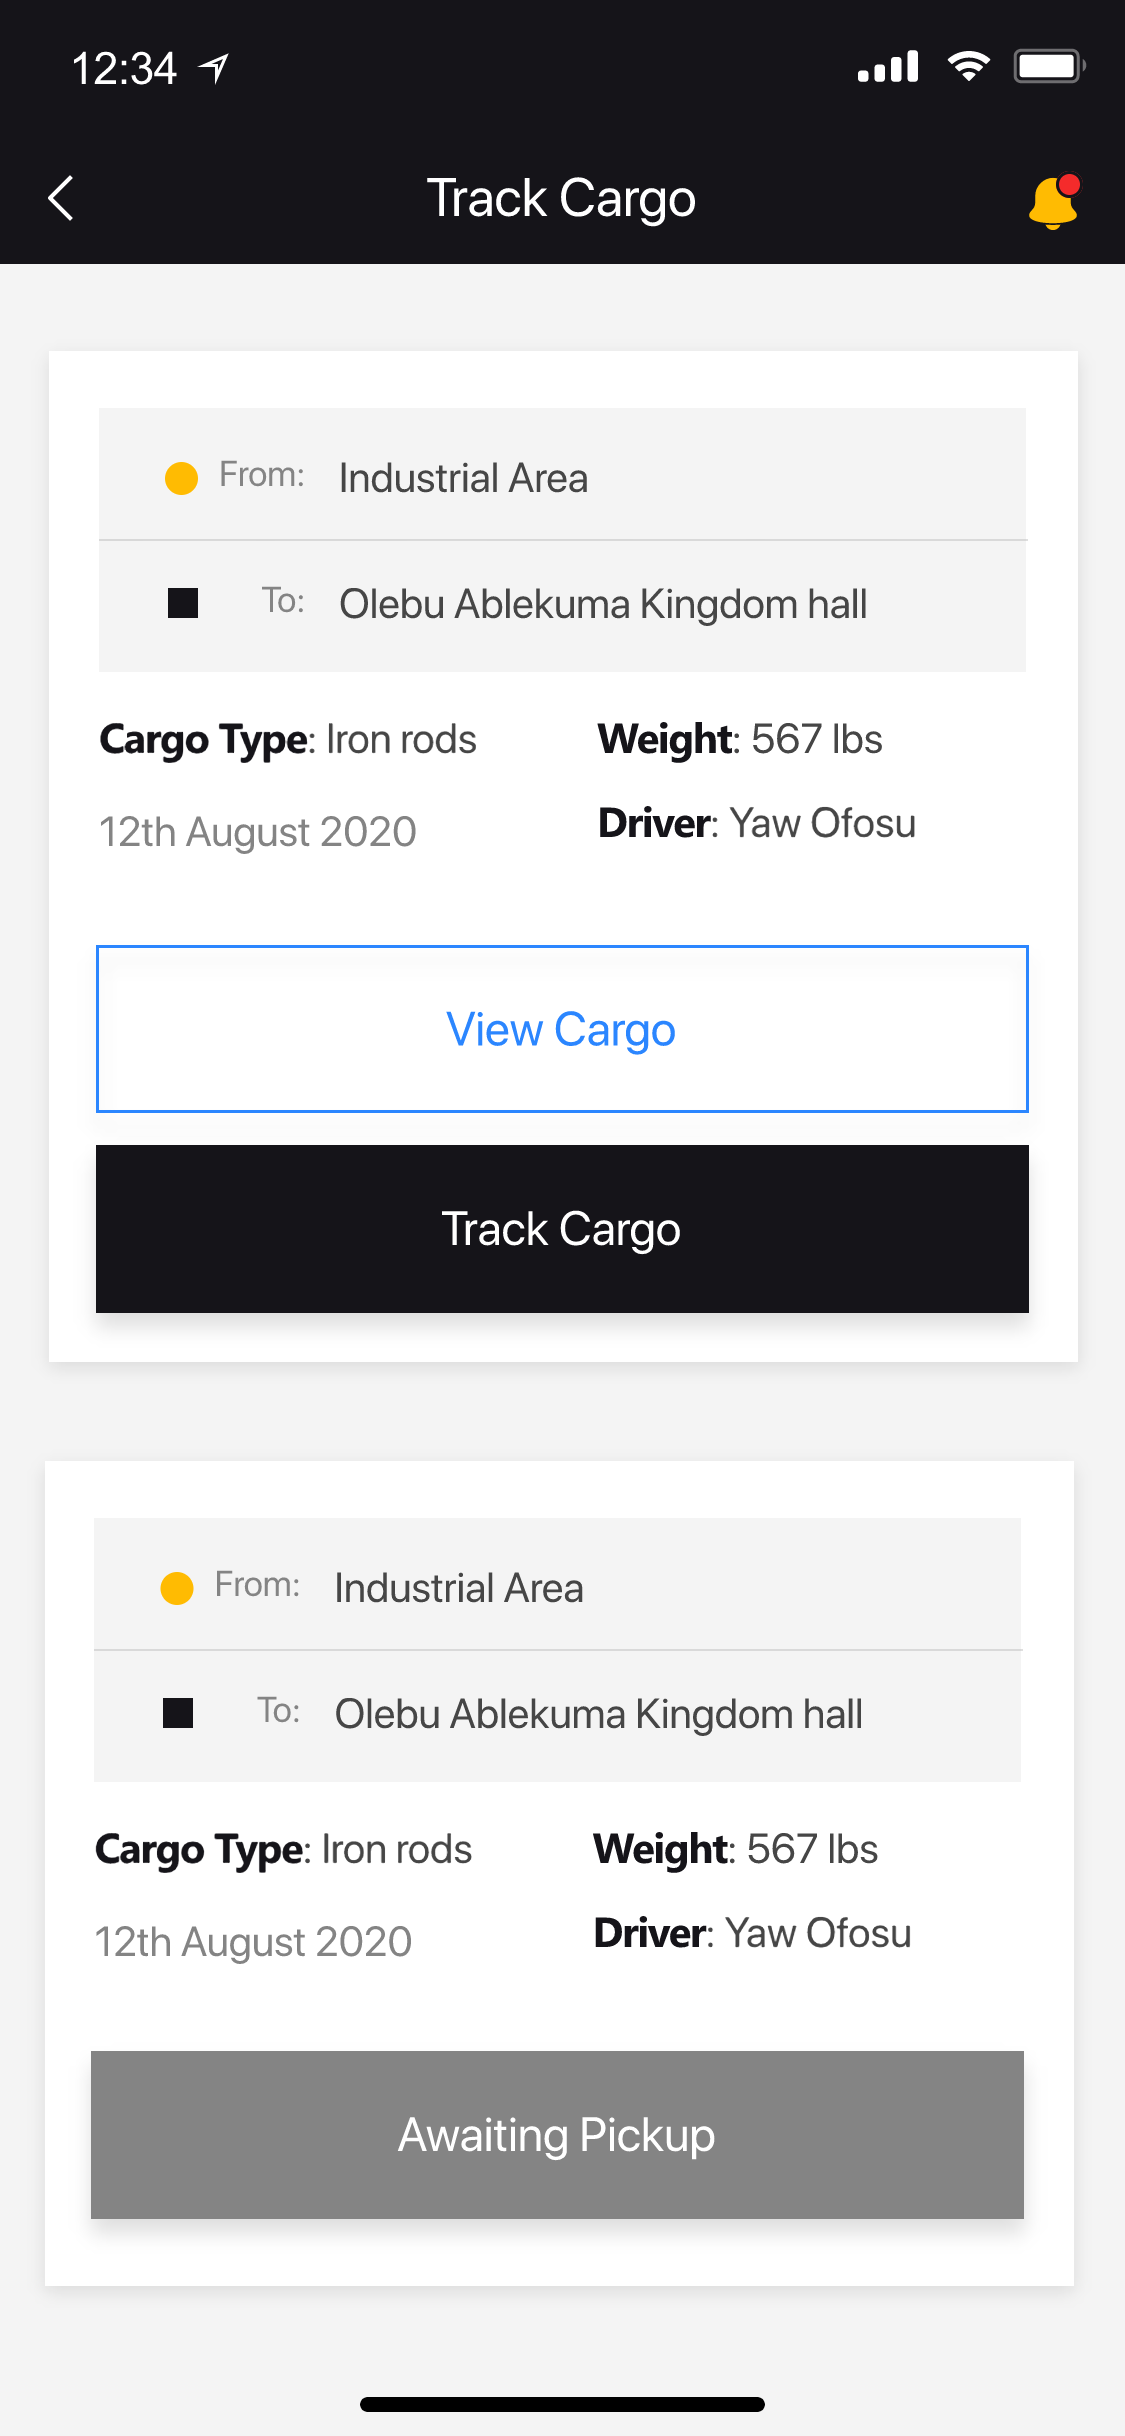 12:34
Track Cargo
From: Industrial Area
To: Olebu Ablekuma Kingdom hall
Cargo Type: Iron rods
Weight: 567 lbs
12th August 2020
Driver: Yaw Ofosu
View Cargo
Track Cargo
From: Industrial Area
To: Olebu Ablekuma Kingdom hall
Cargo Type: Iron rods
Weight: 567 lbs
12th August 2020
Driver: Yaw Ofosu
Awaiting Pickup